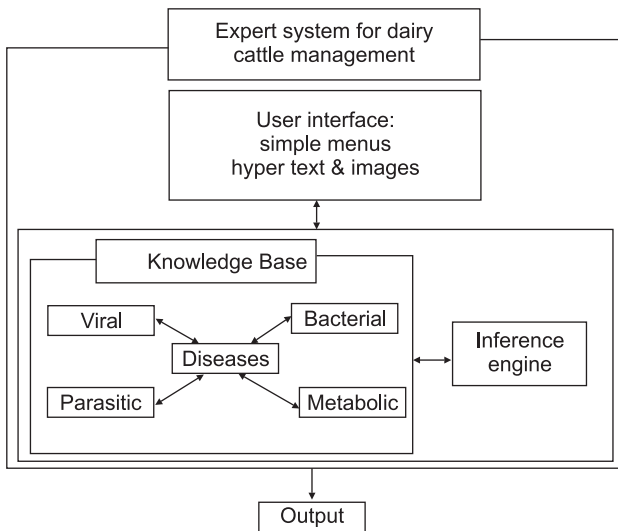 Expert system for dairy
cattle management
User interface:
simple menus
hyper text & images
Knowledge Base
Viral
Bacterial
Diseases
Parasitic
Metabolic
Inference
engine
Output